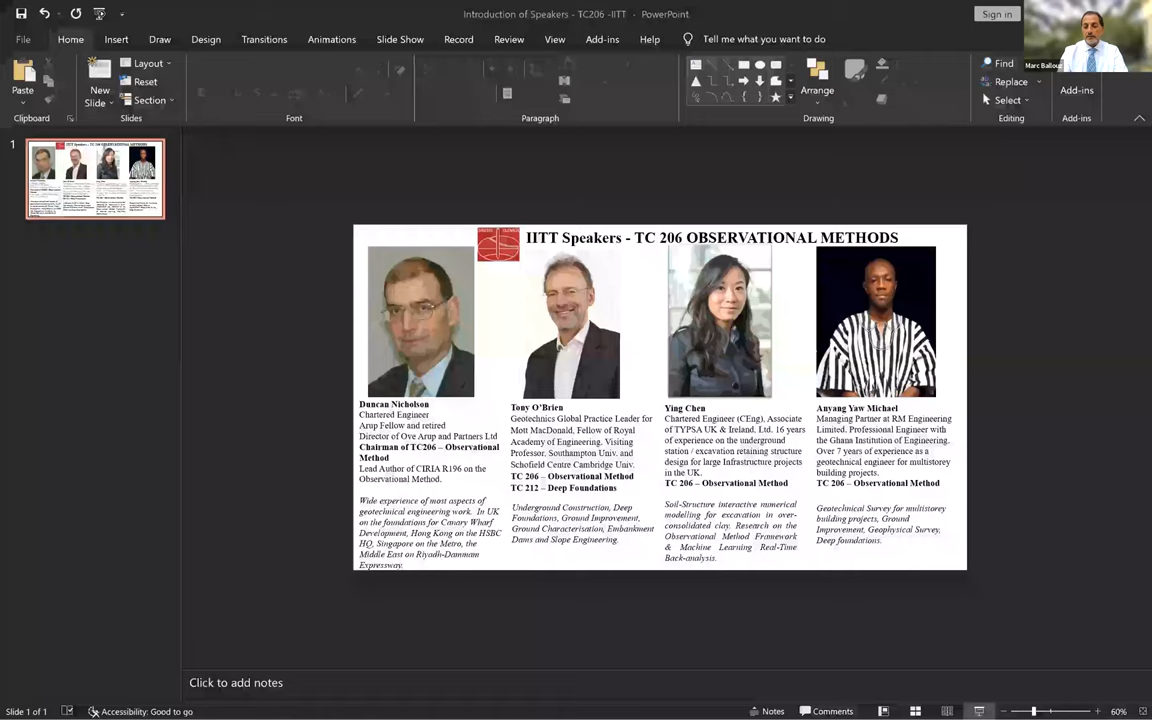 Introduction of Speakers - TC206 -IITT - PowerPoint
Sign in
File Home Insert Draw Design Transitions Animations Slide Show Record Review View Add-ins Help Tell me what you want to do
Paste
Clipboard
New
Slide
Layout
Reset
Section
Slides
Font
Paragraph
Arrange
Drawing
Find
Replace
Select
Editing
Add-ins
Add-ins
Marc Ballouz
1
IITT Speakers - TC 206 OBSERVATIONAL METHODS
Duncan Nicholson
Chartered Engineer
Arup Fellow and retired
Director of Ove Arup and Partners Ltd
Chairman of TC206 – Observational
Method
Lead Author of CIRIA R196 on the
Observational Method.
Wide experience of most aspects of
geotechnical engineering work. In UK
on the foundations for Canary Wharf
Development, Hong Kong on the HSBC
HQ, Singapore on the Metro, the
Middle East on Riyadh-Dammam
Expressway.
Tony O'Brien
Geotechnics Global Practice Leader for
Mott MacDonald, Fellow of Royal
Academy of Engineering, Visiting
Professor, Southampton Univ. and
Schofield Centre Cambridge Univ.
TC 206 – Observational Method
TC 212 – Deep Foundations
Underground Construction, Deep
Foundations, Ground Improvement,
Ground Characterisation, Embankment
Dams and Slope Engineering.
Ying Chen
Chartered Engineer (CEng), Associate
of TYPSA UK & Ireland, Ltd. 16 years
of experience on the underground
station / excavation retaining structure
design for large Infrastructure projects
in the UK.
TC 206 – Observational Method
Soil-Structure interactive numerical
modelling for excavation in over-
consolidated clay. Research on the
Observational Method Framework
& Machine Learning Real-Time
Back-analysis.
Anyang Yaw Michael
Managing Partner at RM Engineering
Limited. Professional Engineer with
the Ghana Institution of Engineering.
Over 7 years of experience as a
geotechnical engineer for multistorey
building projects.
TC 206 – Observational Method
Geotechnical Survey for multistorey
building projects, Ground
Improvement, Geophysical Survey,
Deep foundations.
Click to add notes
Slide 1 of 1
Accessibility: Good to go
Notes
Comments
60%